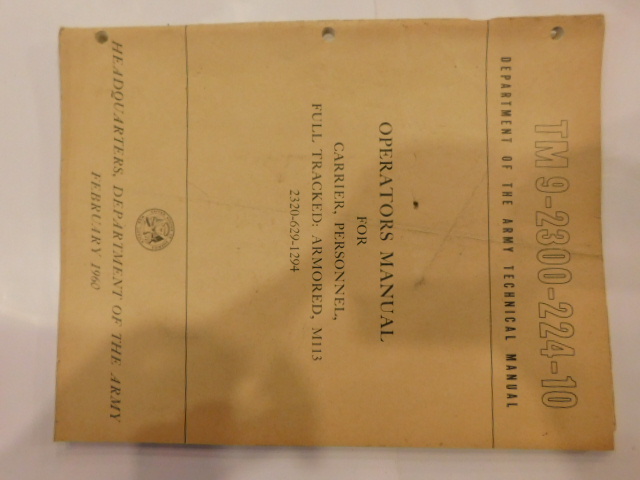 TM 9-2300-224-10
DEPARTMENT OF THE ARMY TECHNICAL MANUAL
OPERATORS MANUAL
FOR
CARRIER, PERSONNEL,
FULL TRACKED: ARMORED, M113
2320-629-1294
HEADQUARTERS, DEPARTMENT OF THE ARMY
FEBRUARY 1960